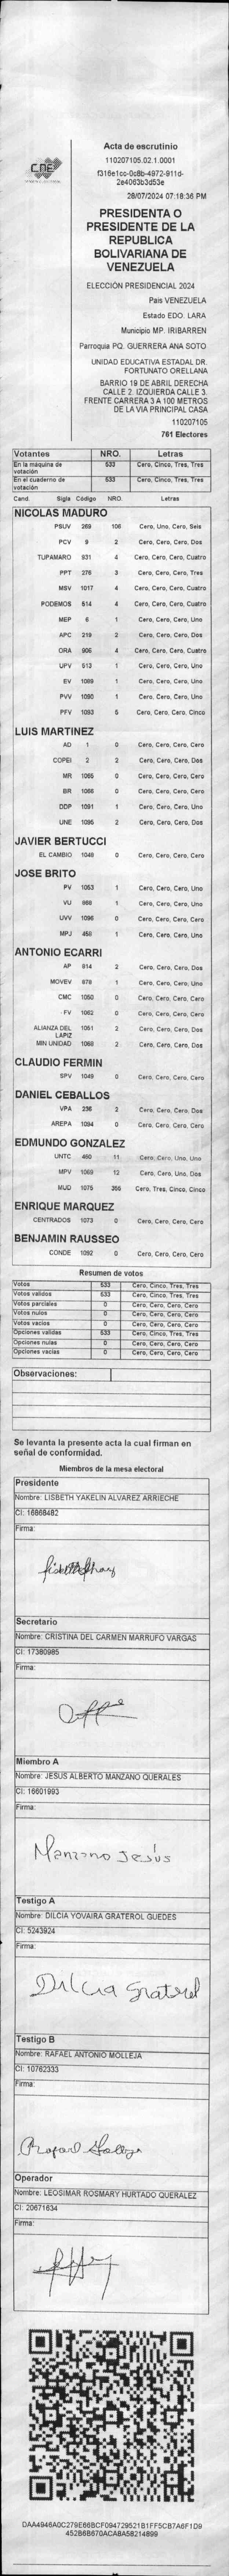 CNE
Acta de escrutinio
110207105.02.1.0001
f316e1cc-0c8b-4972-911d-
2e4063b3d53e
28/07/2024 07:18:36 PM
PRESIDENTA O
PRESIDENTE DE LA
REPUBLICA
BOLIVARIANA DE
VENEZUELA
ELECCIÓN PRESIDENCIAL 2024
Pais VENEZUELA
Estado EDO. LARA
Municipio MP. IRIBARREN
Parroquia PQ. GUERRERA ANA SOTO
UNIDAD EDUCATIVA ESTADAL DR.
FORTUNATO ORELLANA
BARRIO 19 DE ABRIL DERECHA
CALLE 2. IZQUIERDA CALLE 3.
FRENTE CARRERA 3 A 100 METROS
DE LA VIA PRINCIPAL CASA
110207105
761 Electores
Votantes NRO. Letras
En la máquina de votación 533 Cero, Cinco, Tres, Tres
En el cuaderno de votación 533 Cero, Cinco, Tres, Tres
Cand. Sigla Código NRO. Letras
NICOLAS MADURO
PSUV 269 106 Cero, Uno, Cero, Seis
PCV 9 2 Cero, Cero, Cero, Dos
TUPAMARO 931 4 Cero, Cero, Cero, Cuatro
PPT 276 3 Cero, Cero, Cero, Tres
MSV 1017 4 Cero, Cero, Cero, Cuatro
PODEMOS 614 4 Cero, Cero, Cero, Cuatro
MEP 6 1 Cero, Cero, Cero, Uno
APC 219 2 Cero, Cero, Cero, Dos
ORA 906 4 Cero, Cero, Cero, Cuatro
UPV 513 1 Cero, Cero, Cero, Uno
EV 1089 1 Cero, Cero, Cero, Uno
PVV 1090 1 Cero, Cero, Cero, Uno
PFV 1093 5 Cero, Cero, Cero, Cinco
LUIS MARTINEZ
AD 1 0 Cero, Cero, Cero, Cero
COPEI 2 2 Cero, Cero, Cero, Dos
MR 1065 0 Cero, Cero, Cero, Cero
BR 1066 0 Cero, Cero, Cero, Cero
DDP 1091 1 Cero, Cero, Cero, Uno
UNE 1095 2 Cero, Cero, Cero, Dos
JAVIER BERTUCCI
EL CAMBIO 1048 0 Cero, Cero, Cero, Cero
JOSE BRITO
PV 1053 1 Cero, Cero, Cero, Uno
VU 868 1 Cero, Cero, Cero, Uno
UVV 1096 0 Cero, Cero, Cero, Cero
MPJ 458 1 Cero, Cero, Cero, Uno
ANTONIO ECARRI
AP 814 2 Cero, Cero, Cero, Dos
MOVEV 879 1 Cero, Cero, Cero, Uno
CMC 1050 0 Cero, Cero, Cero, Cero
FV 1062 0 Cero, Cero, Cero, Cero
ALIANZA DEL LAPIZ 1051 2 Cero, Cero, Cero, Dos
MIN UNIDAD 1068 2 Cero, Cero, Cero, Dos
CLAUDIO FERMIN
SPV 1049 0 Cero, Cero, Cero, Cero
DANIEL CEBALLOS
VPA 236 2 Cero, Cero, Cero, Dos
AREPA 1094 0 Cero, Cero, Cero, Cero
EDMUNDO GONZALEZ
UNTC 460 11 Cero, Cero, Uno, Uno
MPV 1069 12 Cero, Cero, Uno, Dos
MUD 1075 355 Cero, Tres, Cinco, Cinco
ENRIQUE MARQUEZ
CENTRADOS 1073 0 Cero, Cero, Cero, Cero
BENJAMIN RAUSSEO
CONDE 1092 0 Cero, Cero, Cero, Cero
Resumen de votos
Votos 533 Cero, Cinco, Tres, Tres
Votos validos 533 Cero, Cinco, Tres, Tres
Votos parciales 0 Cero, Cero, Cero, Cero
Votos nulos 0 Cero, Cero, Cero, Cero
Votos vacíos 0 Cero, Cero, Cero, Cero
Opciones validas 533 Cero, Cinco, Tres, Tres
Opciones nulas 0 Cero, Cero, Cero, Cero
Opciones vacias 0 Cero, Cero, Cero, Cero
Observaciones:
Se levanta la presente acta la cual firman en
señal de conformidad.
Miembros de la mesa electoral
Presidente
Nombre: LISBETH YAKELIN ALVAREZ ARRIECHE
CI: 16868482
Firma:
Secretario
Nombre: CRISTINA DEL CARMEN MARRUFO VARGAS
CI: 17380985
Firma:
Miembro A
Nombre: JESUS ALBERTO MANZANO QUERALES
CI: 16601993
Firma:
Manzano Jesús
Testigo A
Nombre: DILCIA YOVAIRA GRATEROL GUEDES
CI: 5243924
Firma:
Dilcia Graterol
Testigo B
Nombre: RAFAEL ANTONIO MOLLEJA
CI: 10762333
Firma:
Operador
Nombre: LEOSIMAR ROSMARY HURTADO QUERALEZ
CI: 20671634
Firma:
DAA4946A0C279E66BCF094729521B1FF5CB7A6F1D9
452B6B670ACA8A58214899